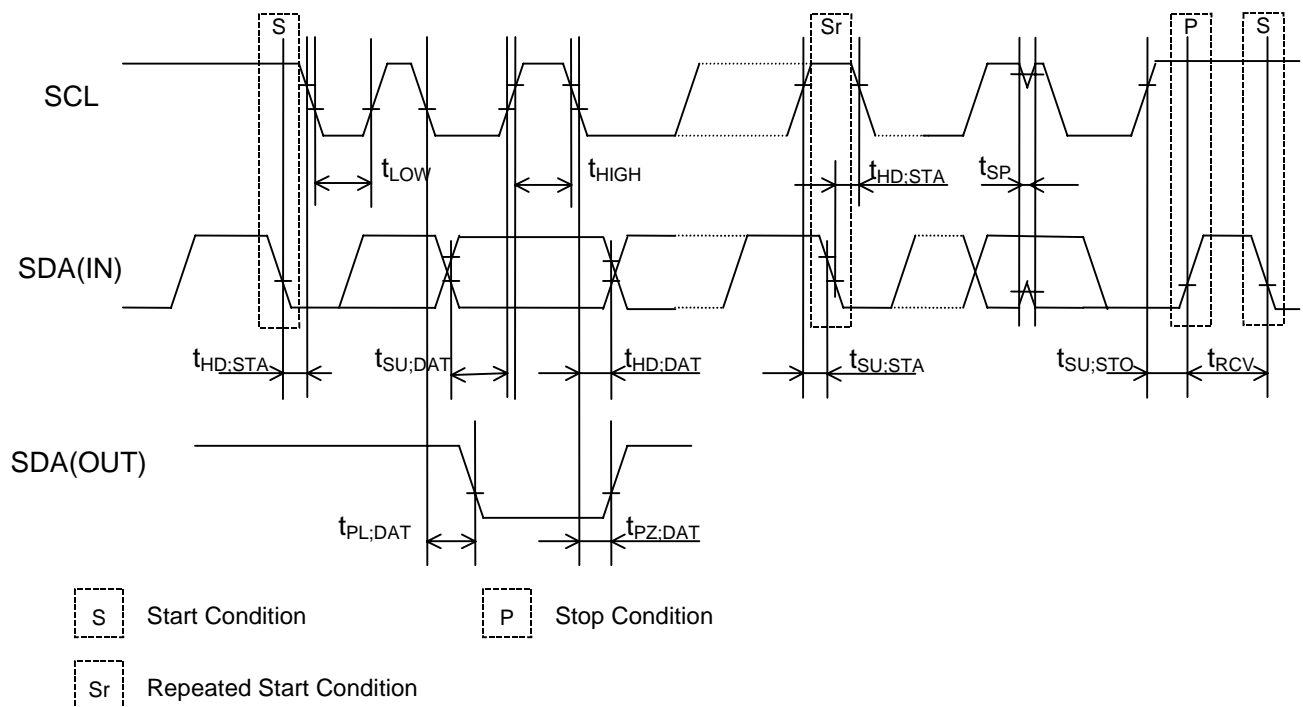 S Sr P S
SCL
tLOW tHIGH tHD;STA tSP
SDA(IN)
tHD;STA tSU;DAT tHD;DAT tSU;STA tSU;STO tRCV
SDA(OUT)
tPL;DAT tPZ;DAT
S Start Condition P Stop Condition
Sr Repeated Start Condition